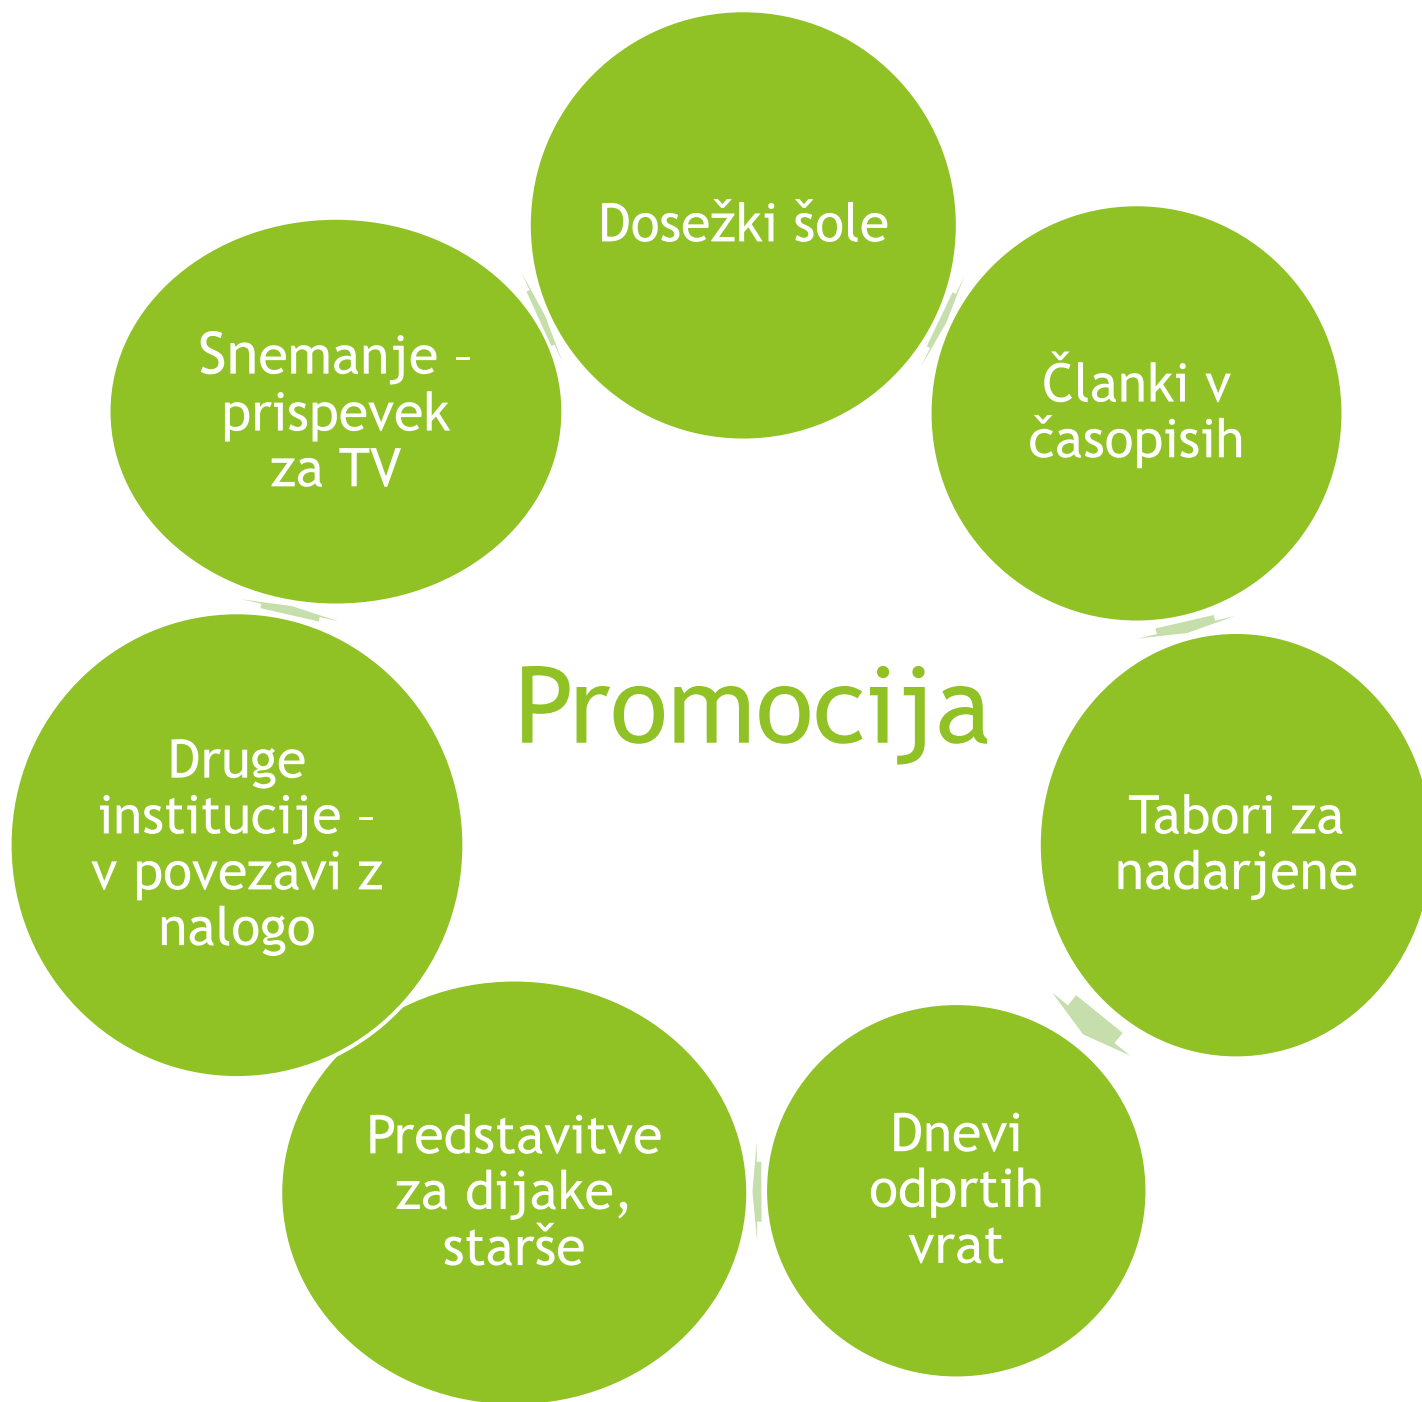 Dosežki šole
Članki v
časopisih
Tabori za
nadarjene
Dnevi
odprtih
vrat
Predstavitve
za dijake,
starše
Druge
institucije –
v povezavi z
nalogo
Snemanje –
prispevek
za TV
Promocija